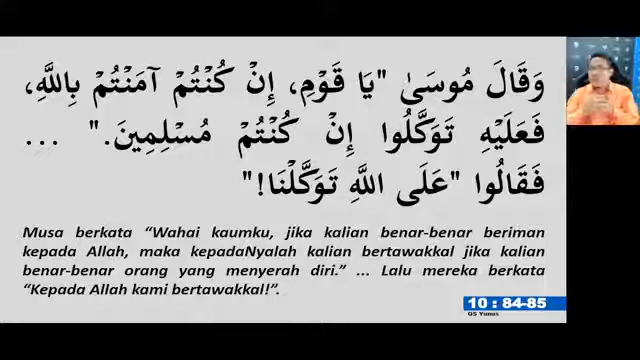 وَقَالَ مُوسَىٰ "يَا قَوْمِ، إِنْ كُنْتُمْ آمَنْتُمْ بِاللَّهِ،
فَعَلَيْهِ تَوَكَّلُوا إِنْ كُنْتُمْ مُسْلِمِينَ." ...
فَقَالُوا "عَلَى اللَّهِ تَوَكَّلْنَا!"
Musa berkata “Wahai kaumku, jika kalian benar-benar beriman
kepada Allah, maka kepadaNyalah kalian bertawakkal jika kalian
benar-benar orang yang menyerah diri.” ... Lalu mereka berkata
“Kepada Allah kami bertawakkal!”.
10 : 84-85
QS Yunus